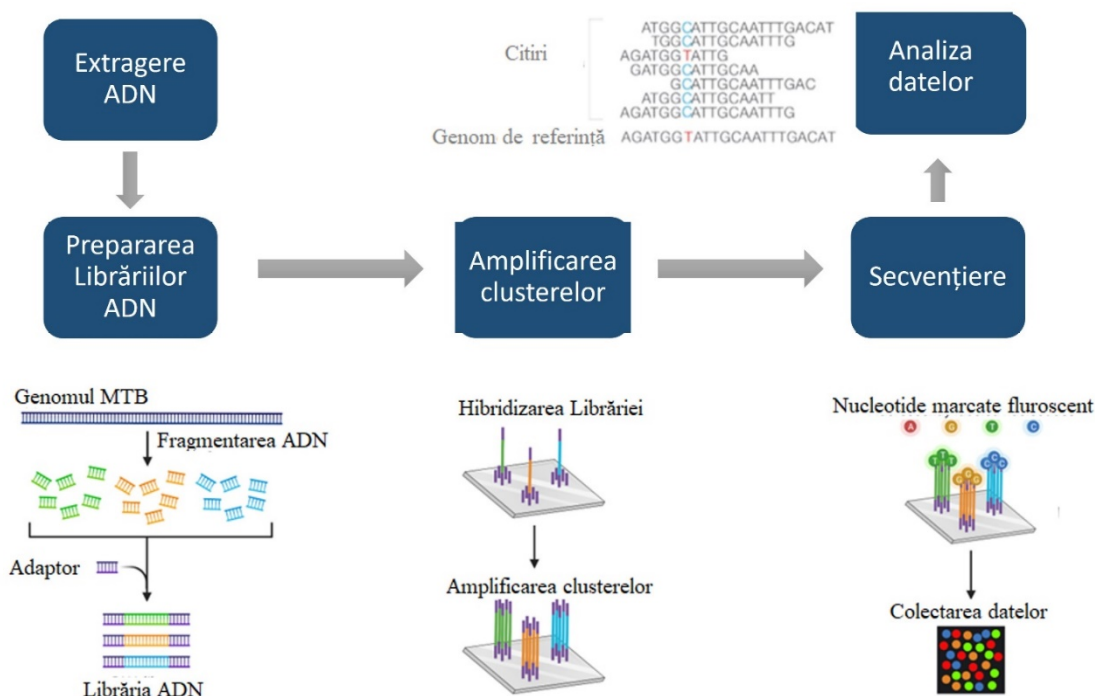 Extragere
ADN
Citiri
ATGGCATTGCAATTTGACAT
TGGCATTGCAATTTG
AGATGGTATTG
GATGGCATTGCAA
GCATTGCAATTTGAC
ATGGCATTGCAATT
AGATGGCATTGCAATTTG
Genom de referință
AGATGGTATTGCAATTTGACAT
Analiza
datelor
Prepararea
Librăriilor
ADN
Amplificarea
clusterelor
Secvențiere
Genomul MTB
Fragmentarea ADN
Adaptor
Librăria ADN
Hibridizarea Librăriei
Amplificarea clusterelor
Nucleotide marcate fluroscent
A G T C
T T T
G G G
C C C
Colectarea datelor